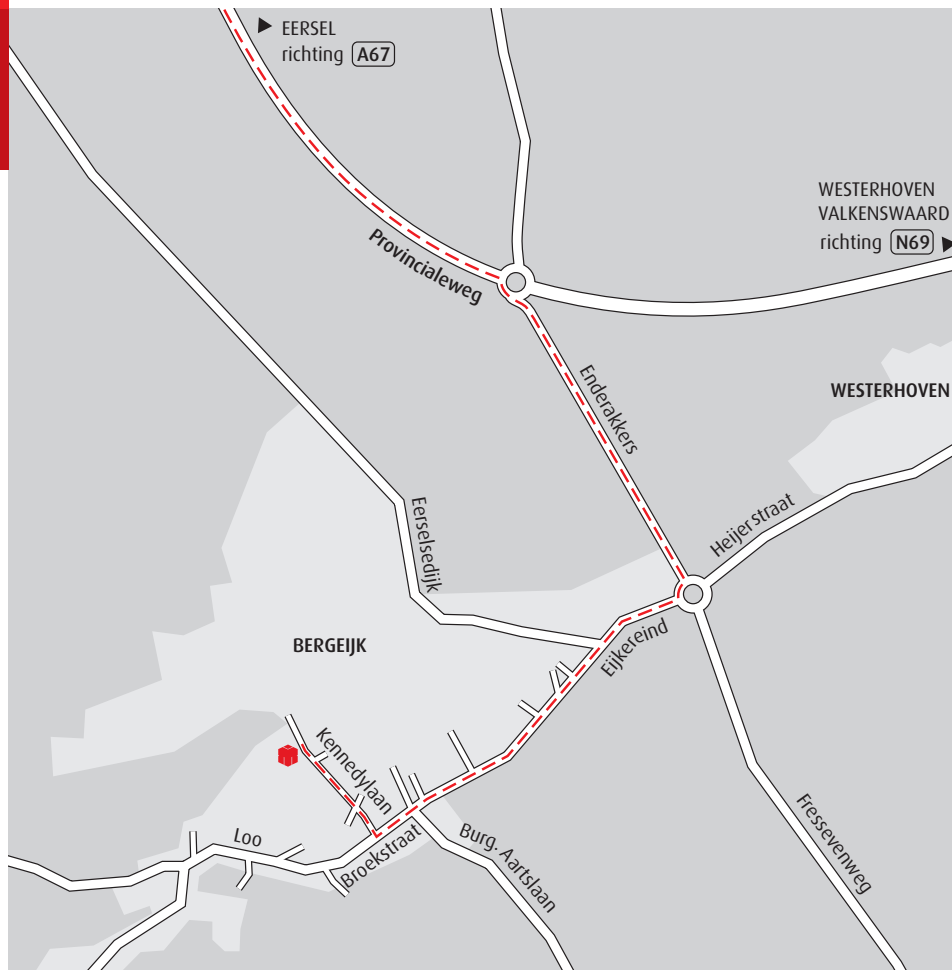 EERSEL
richting A67
WESTERHOVEN
VALKENSWAARD
richting N69
Provincialeweg
Enderakkers
WESTERHOVEN
Eerselsedijk
Heijerstraat
Eijkereind
BERGEIJK
Kennedylaan
Loo
Broekstraat
Burg. Aartslaan
Fressevenweg